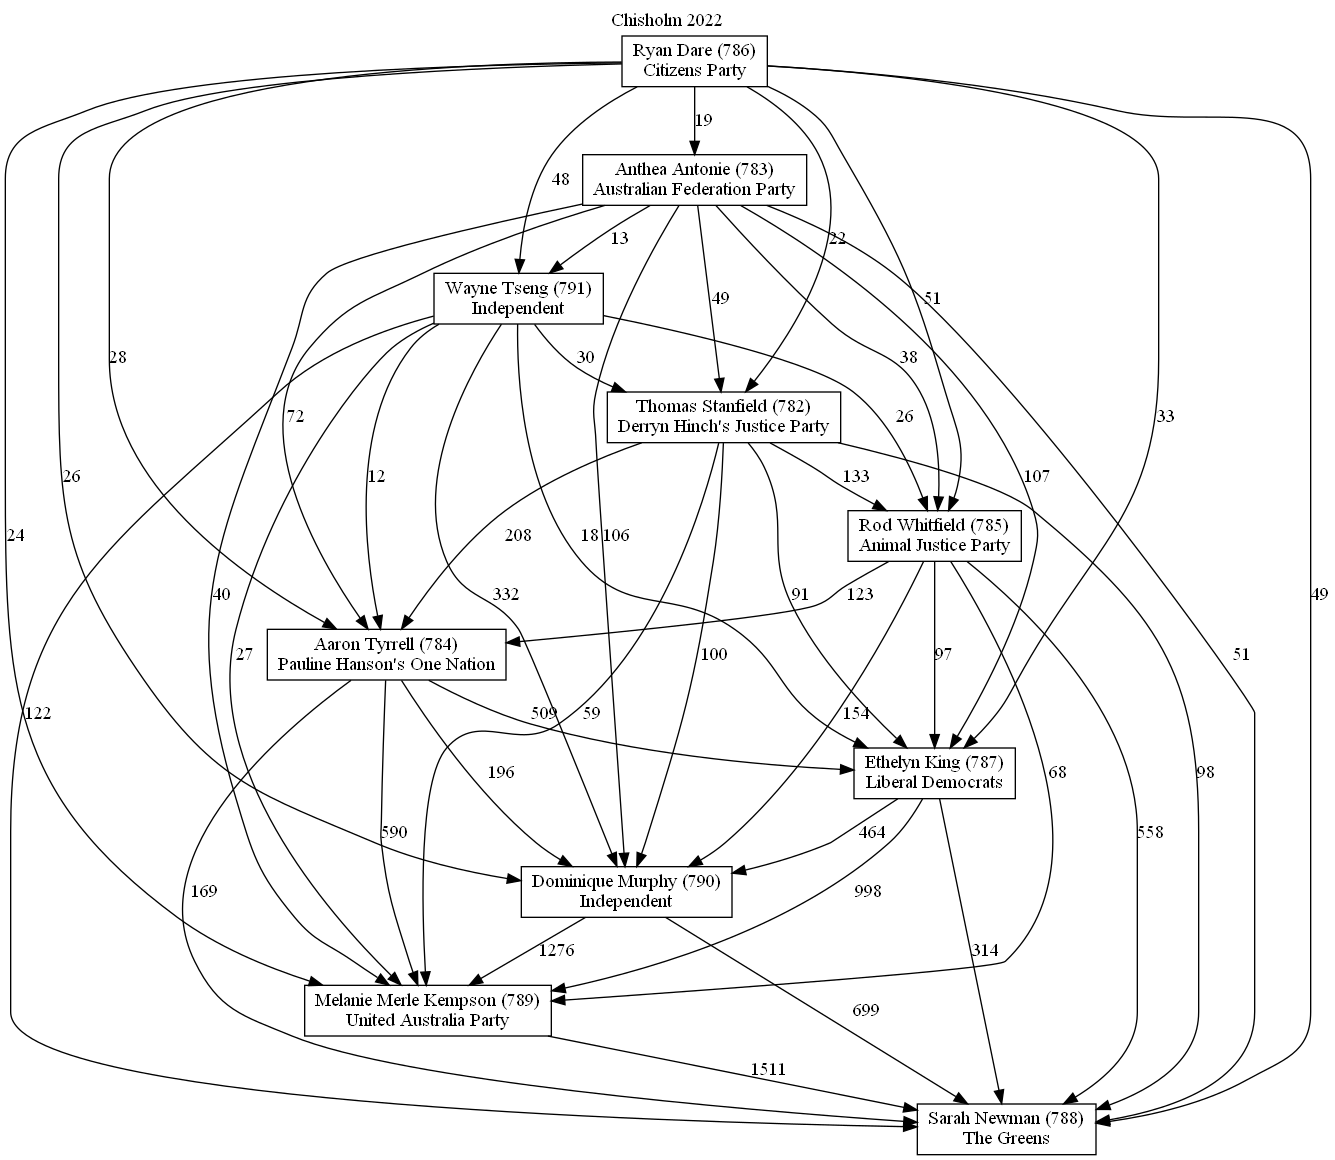 Chisholm 2022
Ryan Dare (786)
Citizens Party
19
Anthea Antonie (783)
Australian Federation Party
48
22
13
49
51
38
Wayne Tseng (791)
Independent
28
30
72
26
33
Thomas Stanfield (782)
Derryn Hinch's Justice Party
26
12
133
107
24
208
18
106
Rod Whitfield (785)
Animal Justice Party
40
332
91
123
49
Aaron Tyrrell (784)
Pauline Hanson's One Nation
27
100
97
51
122
509
59
154
Ethelyn King (787)
Liberal Democrats
196
68
98
590
464
558
Dominique Murphy (790)
Independent
169
998
1276
314
Melanie Merle Kempson (789)
United Australia Party
699
1511
Sarah Newman (788)
The Greens